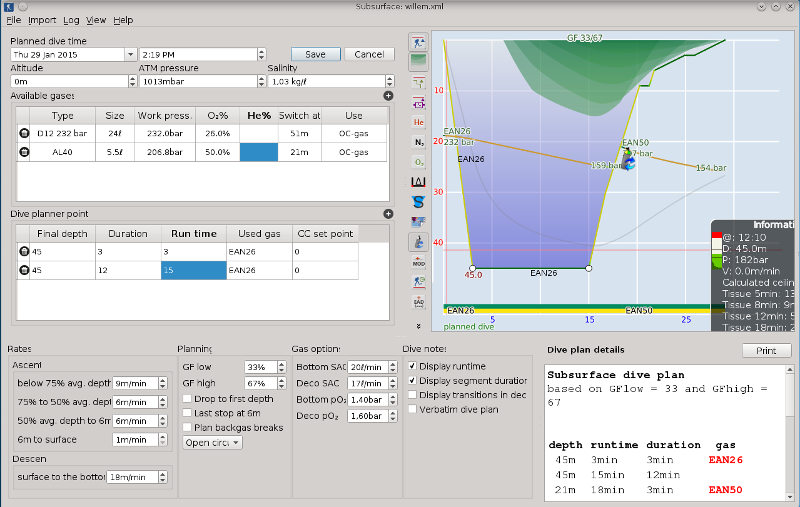 Subsurface: willem.xml
File Import Log View Help
Planned dive time
Thu 29 Jan 2015 2:19 PM Save Cancel
Altitude ATM pressure Salinity
0m 1013mbar 1,03 kg/ℓ
Available gases
Type Size Work press. O₂% He% Switch at Use
D12 232 bar 24ℓ 232.0bar 26.0% 51m OC-gas
AL40 5.5ℓ 206.8bar 50.0% 21m OC-gas
Dive planner point
Final depth Duration Run time Used gas CC set point
45 3 3 EAN26 0
45 12 15 EAN26 0
He
N₂
O₂
MOD
EAD
GF 33/67
10
EAN26
20
232 bar
EAN26
EAN50
159 bar
154 bar
30
40
45.0
EAN26
EAN26 EAN50
5 15 25
planned dive
Informati
@: 12:10
D: 45.0m
P: 182bar
V: 0.0m/min
Calculated ceilin
Tissue 5min: 13
Tissue 8min: 9m
Tissue 12min: 5
Tissue 18min: 2
Rates
Ascent
below 75% avg. depth 9m/min
75% to 50% avg. depth 6m/min
50% avg. depth to 6m 6m/min
6m to surface 1m/min
Descen
surface to the bottom 18m/min
Planning
GF low 33%
GF high 67%
Drop to first depth
Last stop at 6m
Plan backgas breaks
Open circu
Gas option
Bottom SAC 20ℓ/min
Deco SAC 17ℓ/min
Bottom pO₂ 1.40bar
Deco pO₂ 1.60bar
Dive note
Display runtime
Display segment duration
Display transitions in dec
Verbatim dive plan
Dive plan details Print
Subsurface dive plan
based on GFlow = 33 and GFhigh =
67
depth runtime duration gas
45m 3min 3min EAN26
45m 15min 12min
21m 18min 3min EAN50